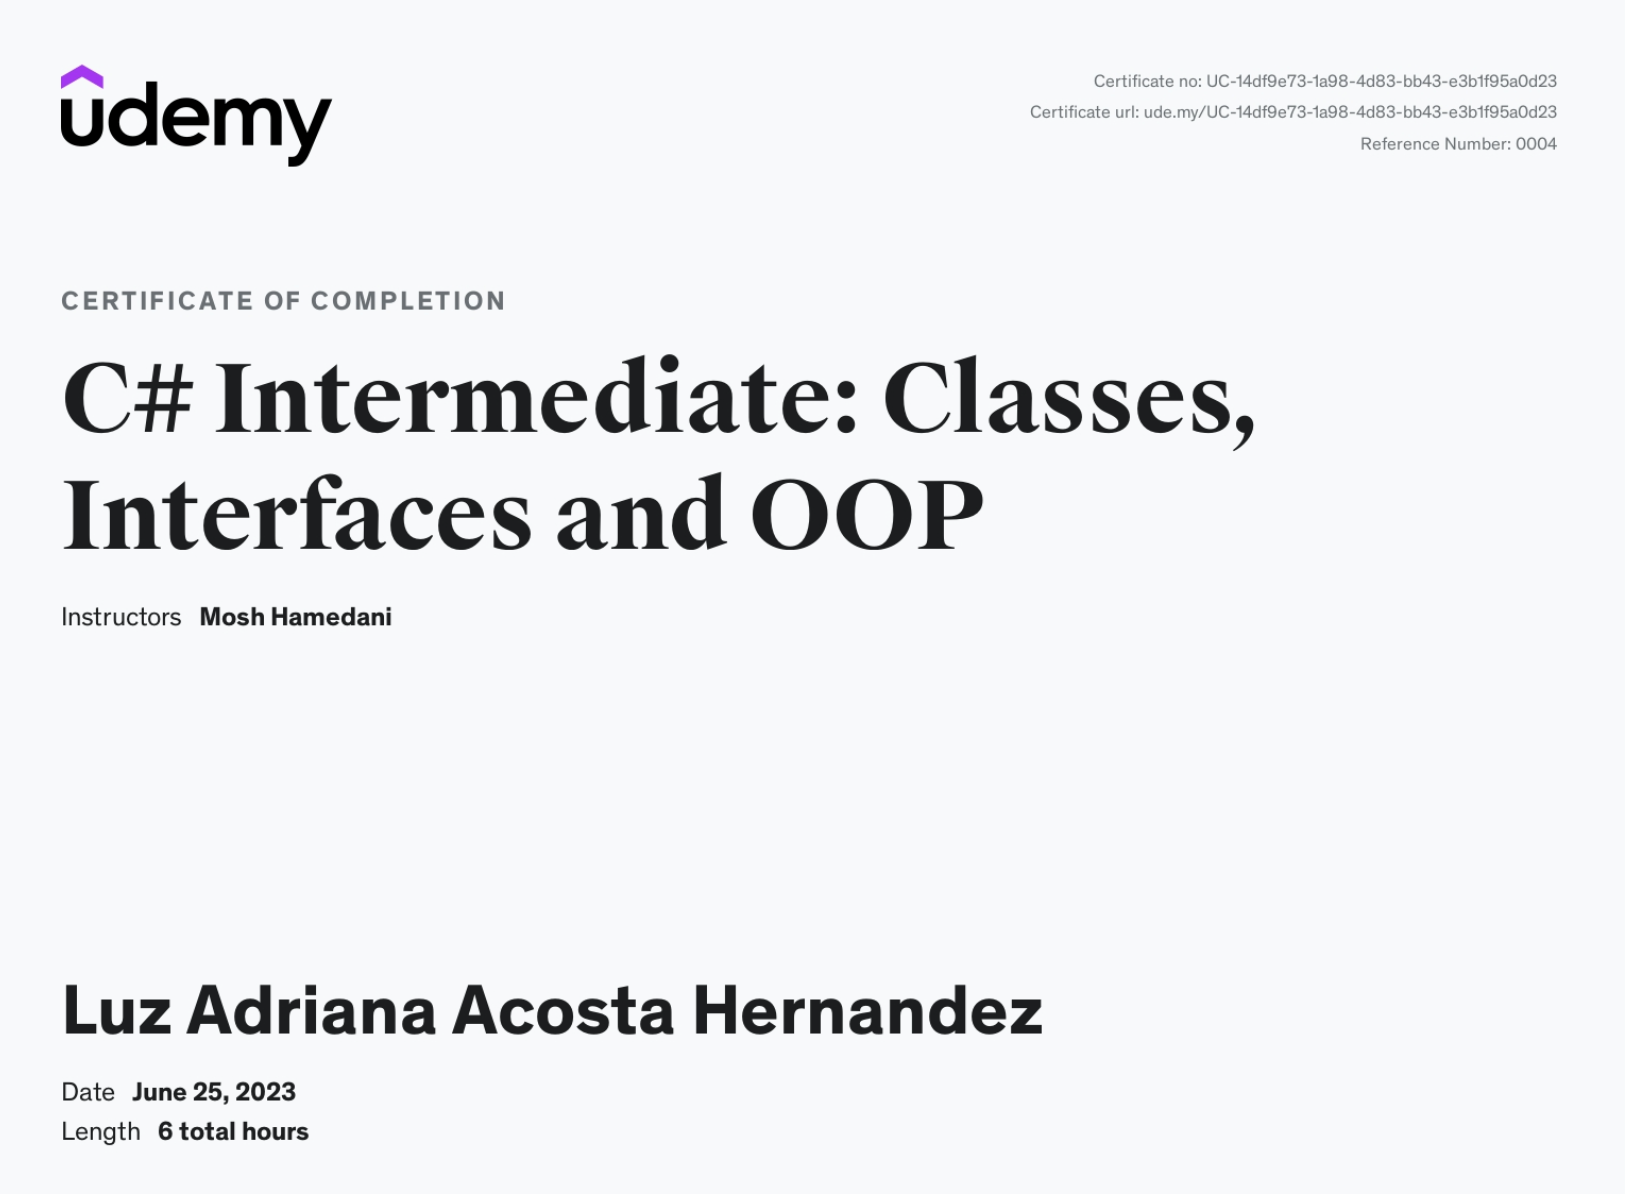 udemy
Certificate no: UC-14df9e73-1a98-4d83-bb43-e3b1f95a0d23
Certificate url: ude.my/UC-14df9e73-1a98-4d83-bb43-e3b1f95a0d23
Reference Number: 0004
CERTIFICATE OF COMPLETION
C# Intermediate: Classes,
Interfaces and OOP
Instructors Mosh Hamedani
Luz Adriana Acosta Hernandez
Date June 25, 2023
Length 6 total hours